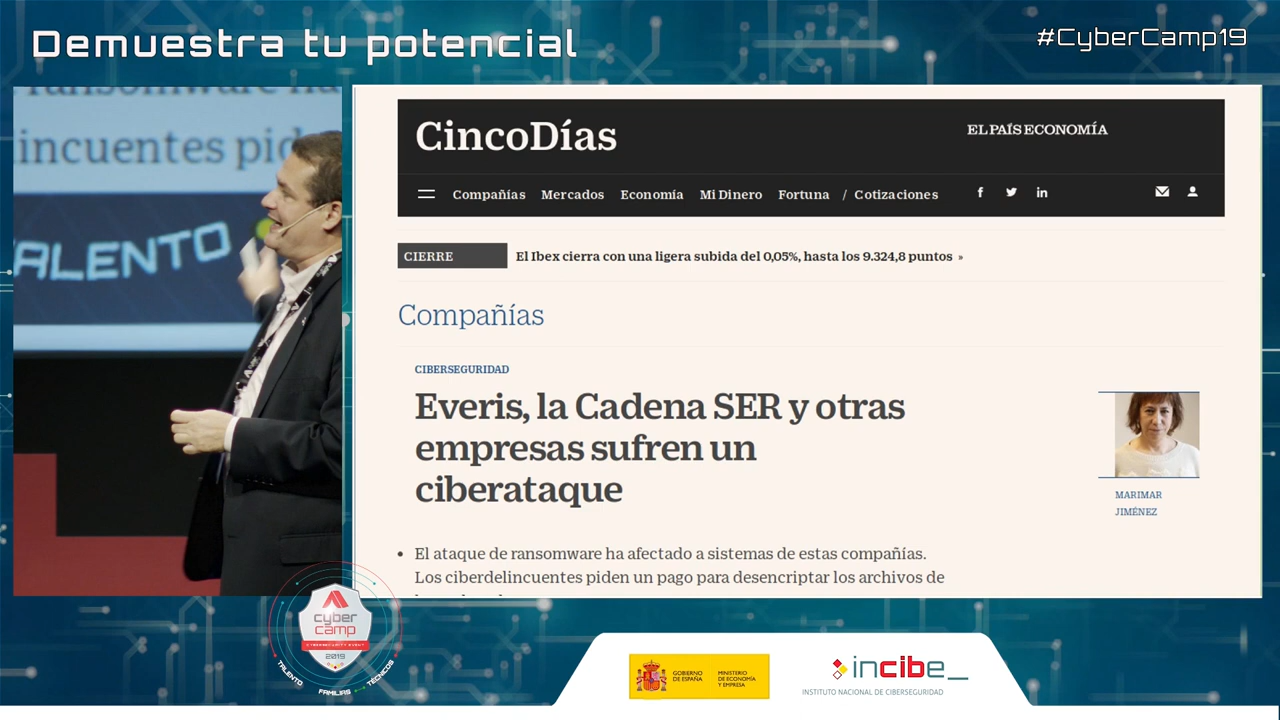 Demuestra tu potencial
#CyberCamp19
ransomware ha
incuentes pid
TALENTO
CincoDías
EL PAÍS ECONOMÍA
Compañías Mercados Economía Mi Dinero Fortuna / Cotizaciones
CIERRE
El Ibex cierra con una ligera subida del 0,05%, hasta los 9.324,8 puntos »
Compañías
CIBERSEGURIDAD
Everis, la Cadena SER y otras
empresas sufren un
ciberataque
MARIMAR
JIMÉNEZ
• El ataque de ransomware ha afectado a sistemas de estas compañías.
Los ciberdelincuentes piden un pago para desencriptar los archivos de
cyber
camp
2019
TALENTO
FAMILIAS
TÉCNICOS
GOBIERNO
DE ESPAÑA
MINISTERIO
DE ECONOMÍA
Y EMPRESA
incibe_
INSTITUTO NACIONAL DE CIBERSEGURIDAD